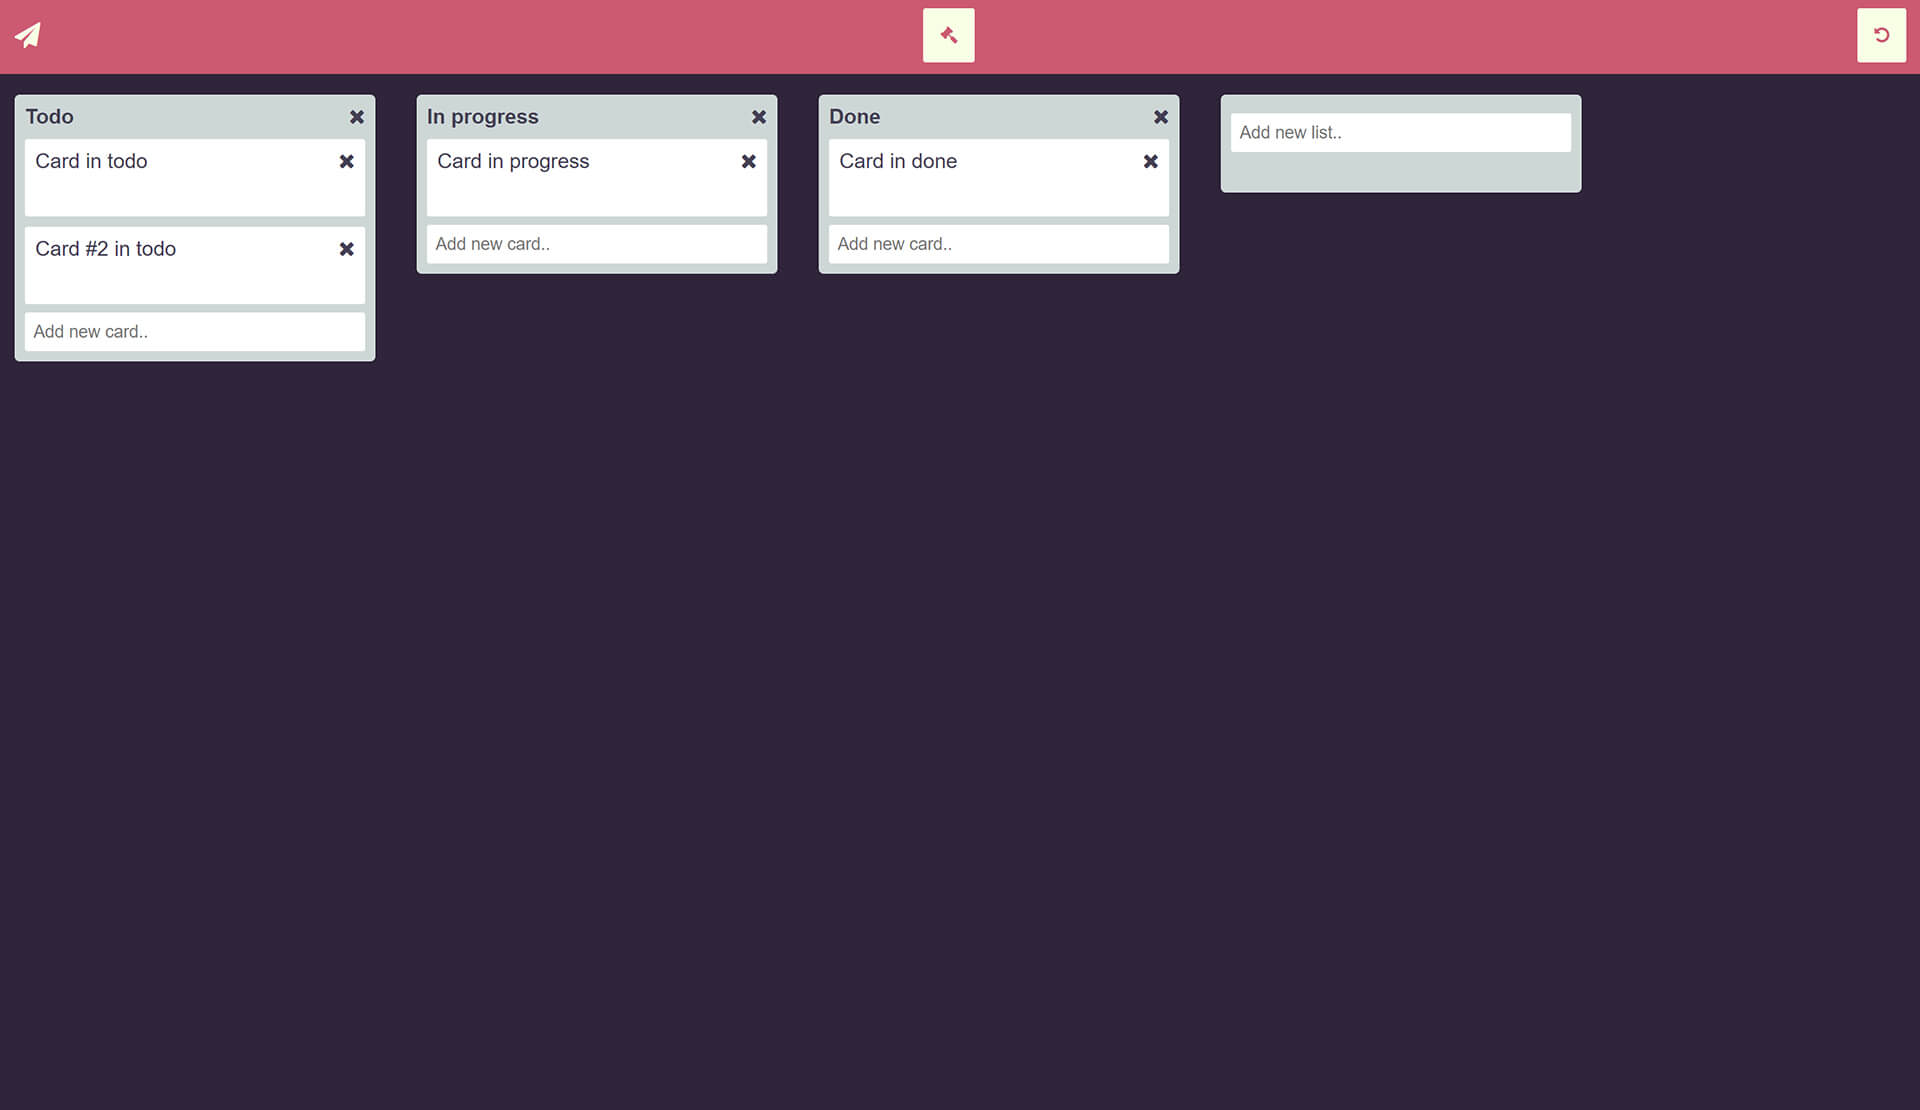 Todo
Card in todo
Card #2 in todo
Add new card..
In progress
Card in progress
Add new card..
Done
Card in done
Add new card..
Add new list..